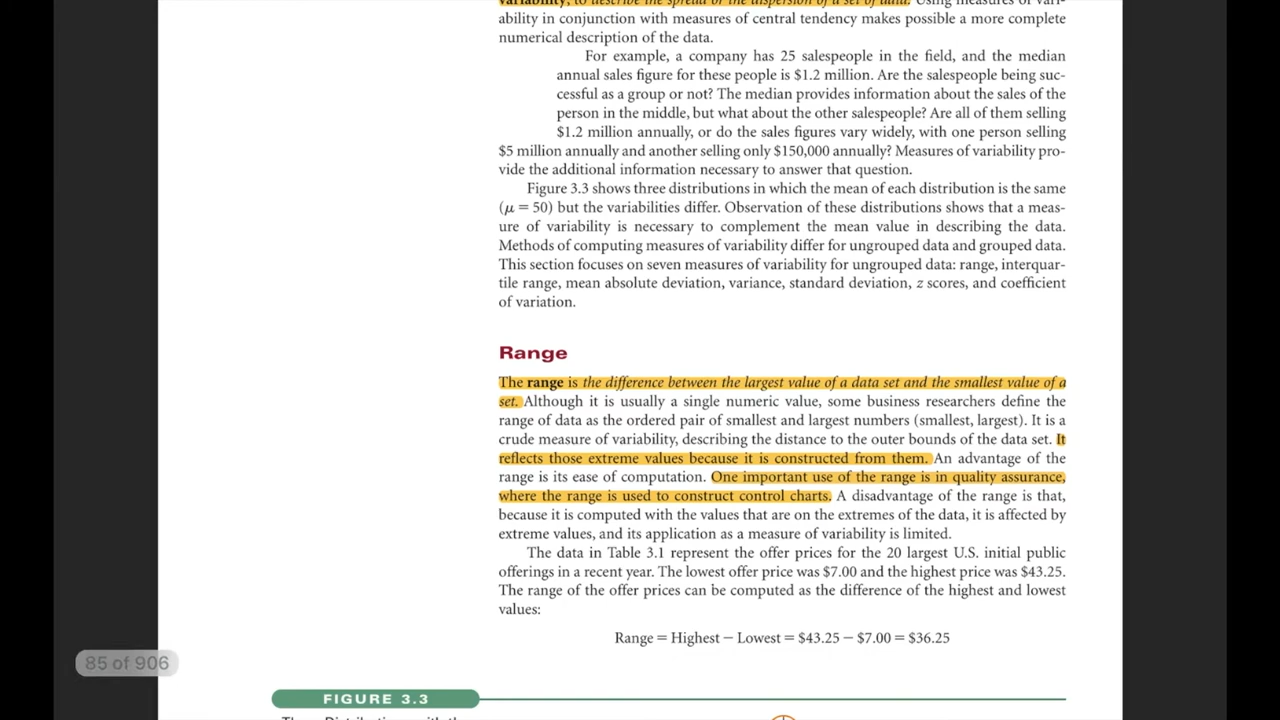 variability, to describe the spread or the dispersion of a set of data. Using measures of vari-
ability in conjunction with measures of central tendency makes possible a more complete
numerical description of the data.
For example, a company has 25 salespeople in the field, and the median
annual sales figure for these people is $1.2 million. Are the salespeople being suc-
cessful as a group or not? The median provides information about the sales of the
person in the middle, but what about the other salespeople? Are all of them selling
$1.2 million annually, or do the sales figures vary widely, with one person selling
$5 million annually and another selling only $150,000 annually? Measures of variability pro-
vide the additional information necessary to answer that question.
Figure 3.3 shows three distributions in which the mean of each distribution is the same
(μ = 50) but the variabilities differ. Observation of these distributions shows that a meas-
ure of variability is necessary to complement the mean value in describing the data.
Methods of computing measures of variability differ for ungrouped data and grouped data.
This section focuses on seven measures of variability for ungrouped data: range, interquar-
tile range, mean absolute deviation, variance, standard deviation, z scores, and coefficient
of variation.
Range
The range is the difference between the largest value of a data set and the smallest value of a
set. Although it is usually a single numeric value, some business researchers define the
range of data as the ordered pair of smallest and largest numbers (smallest, largest). It is a
crude measure of variability, describing the distance to the outer bounds of the data set. It
reflects those extreme values because it is constructed from them. An advantage of the
range is its ease of computation. One important use of the range is in quality assurance,
where the range is used to construct control charts. A disadvantage of the range is that,
because it is computed with the values that are on the extremes of the data, it is affected by
extreme values, and its application as a measure of variability is limited.
The data in Table 3.1 represent the offer prices for the 20 largest U.S. initial public
offerings in a recent year. The lowest offer price was $7.00 and the highest price was $43.25.
The range of the offer prices can be computed as the difference of the highest and lowest
values:
Range = Highest − Lowest = $43.25 − $7.00 = $36.25
85 of 906
FIGURE 3.3
Three Distributions with the